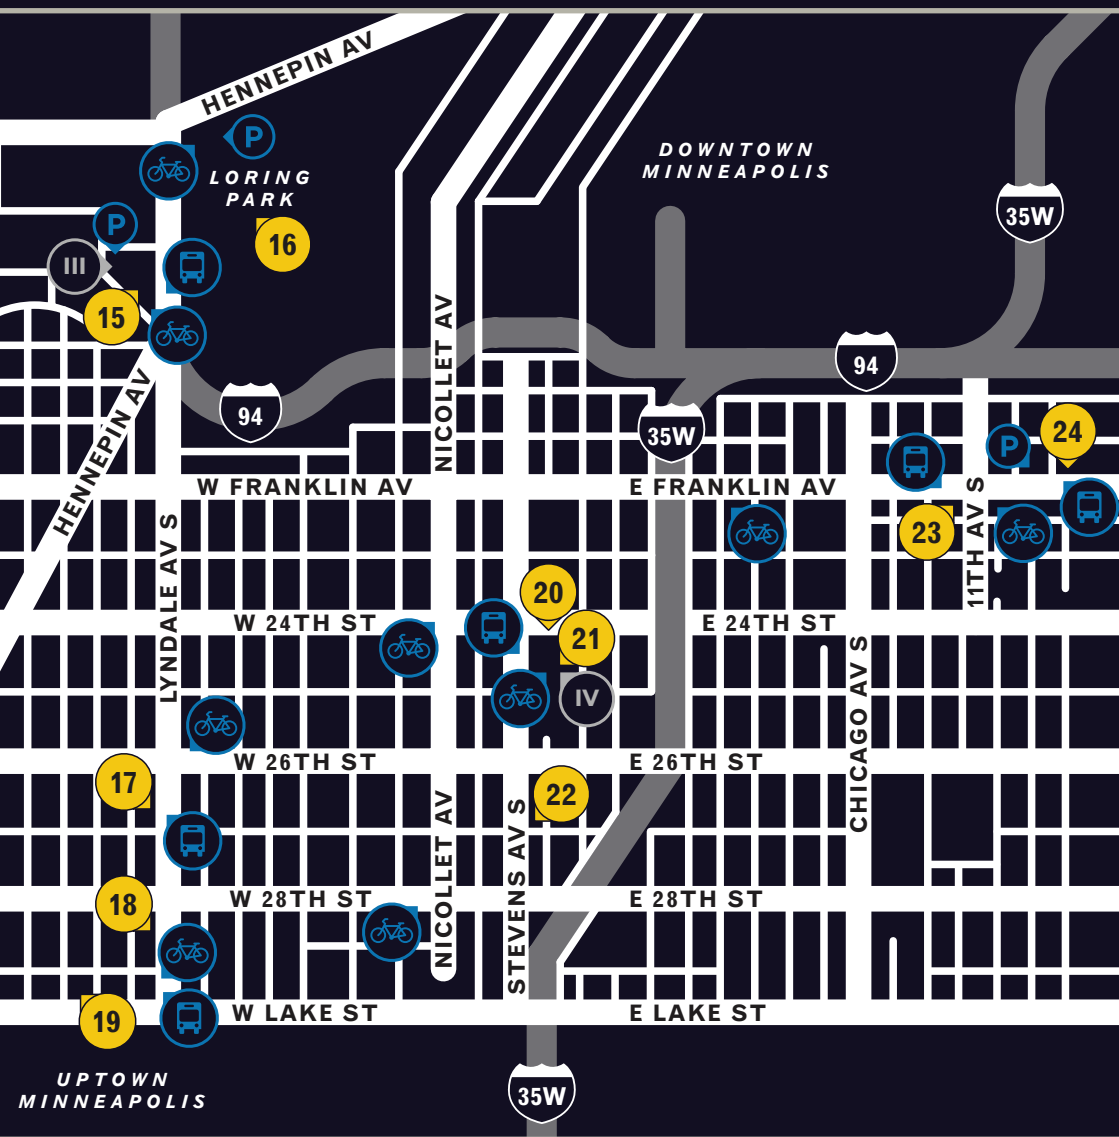 HENNEPIN AV
P
LORING
PARK
DOWNTOWN
MINNEAPOLIS
35W
P
III
16
15
NICOLLET AV
94
94
HENNEPIN AV
35W
24
P
W FRANKLIN AV
E FRANKLIN AV
11TH AV S
23
LYNDALE AV S
20
W 24TH ST
E 24TH ST
21
IV
CHICAGO AV S
W 26TH ST
E 26TH ST
17
22
NICOLLET AV
STEVENS AV S
W 28TH ST
E 28TH ST
18
W LAKE ST
E LAKE ST
19
UPTOWN
MINNEAPOLIS
35W